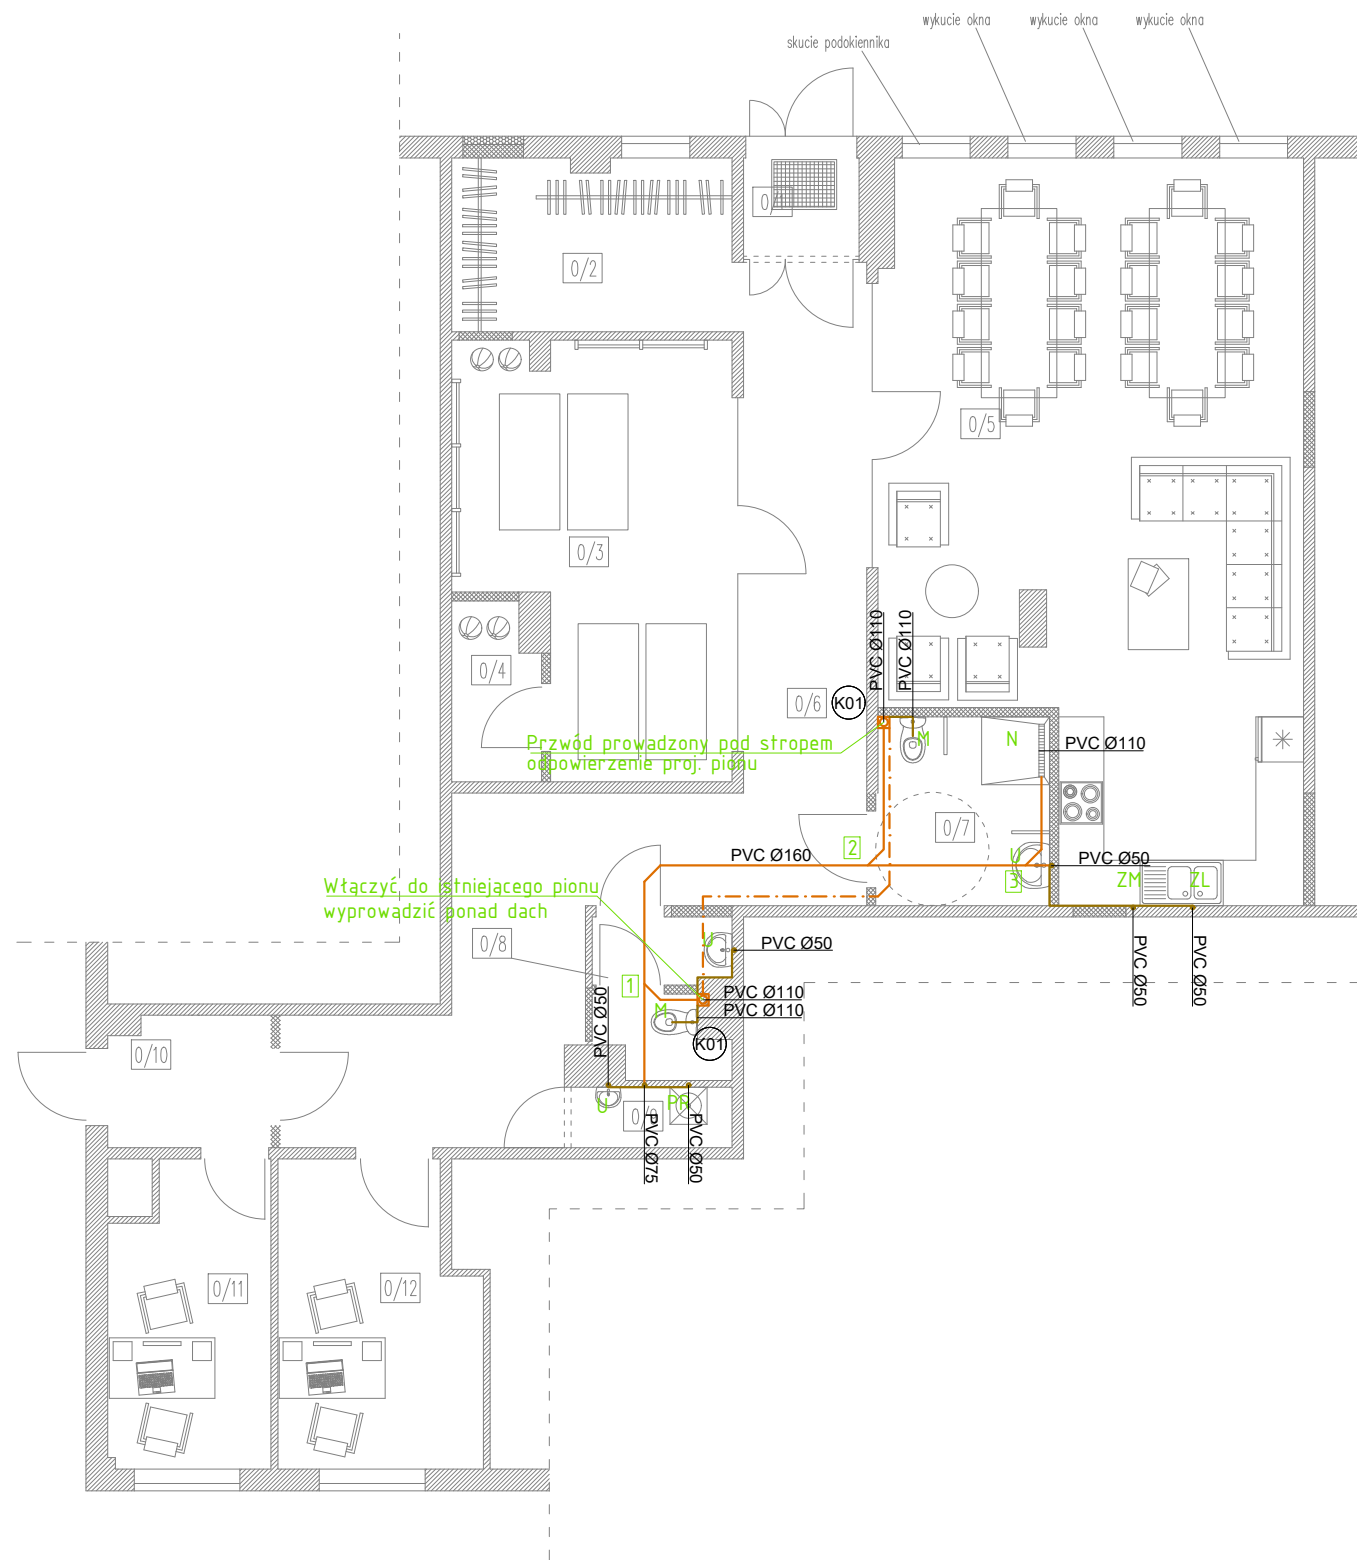 wykucie okna
wykucie okna
wykucie okna
skucie podokiennika
0/2
0/5
0/3
0/4
0/6
K01
PVC Ø110
PVC Ø110
Przwód prowadzony pod stropem
odpowierzenie proj. pionu
M
N
PVC Ø110
0/7
2
PVC Ø160
U
3
PVC Ø50
ZM
ZL
Włączyć do istniejącego pionu
wyprowadzić ponad dach
0/8
U
PVC Ø50
PVC Ø50
PVC Ø50
1
PVC Ø50
M
PVC Ø110
PVC Ø110
K01
0/10
U
0/9
PR
PVC Ø75
PVC Ø50
0/11
0/12